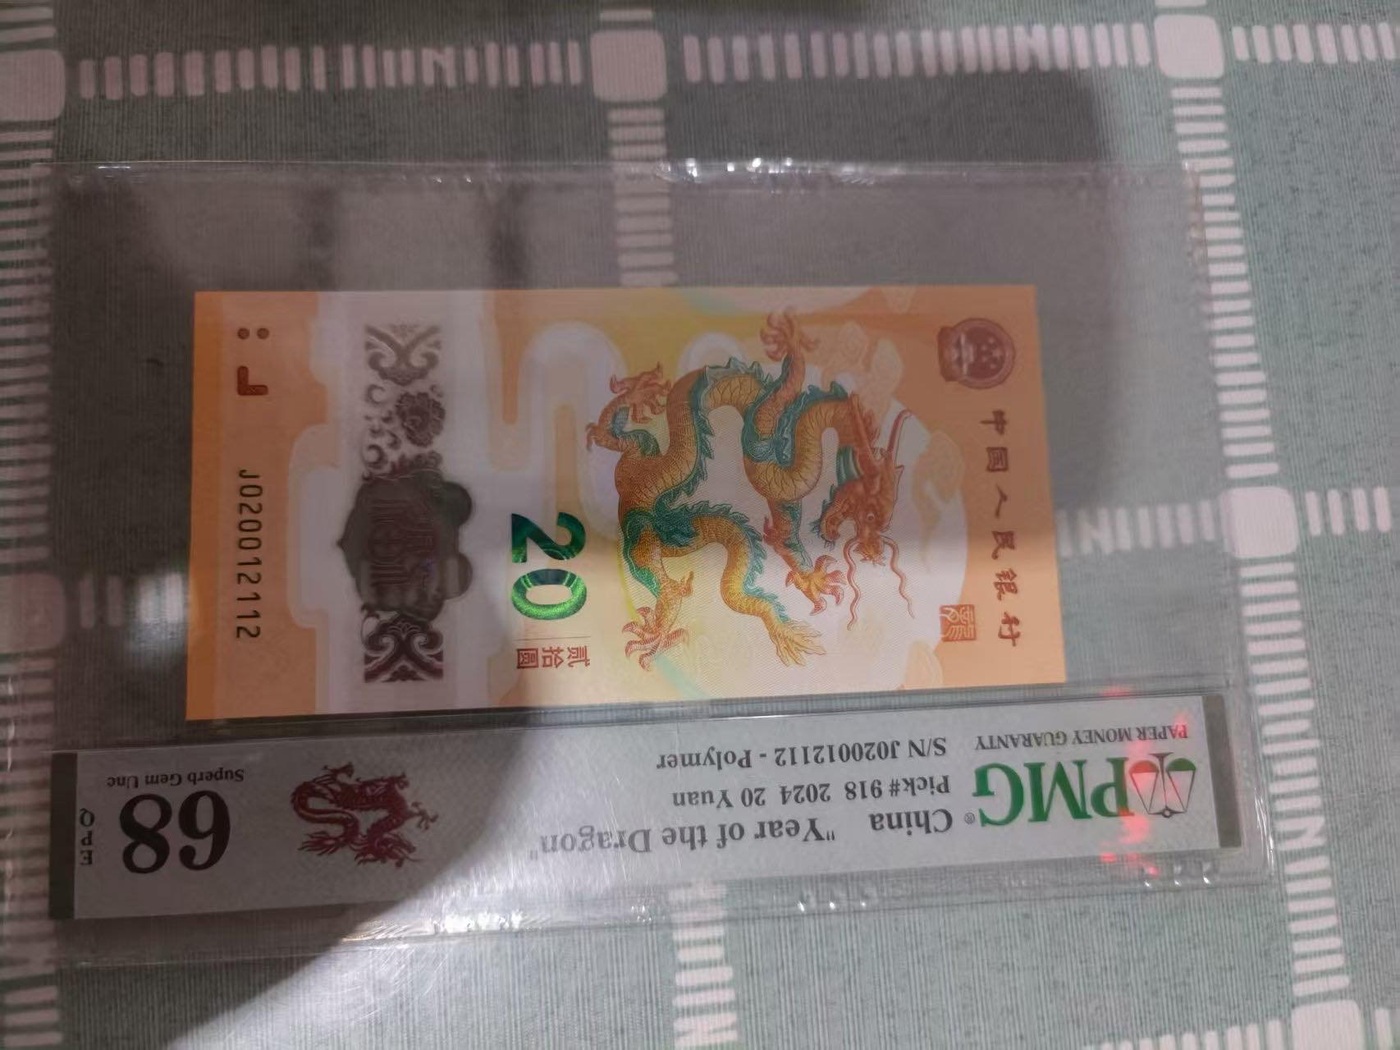 中国人民银行
20
贰拾
圆
J020012112
PMG
PAPER MONEY GUARANTY
China "Year of the Dragon"
Pick# 918 2024 20 Yuan
S/N J020012112 - Polymer
68
EPQ
Superb Gem Unc